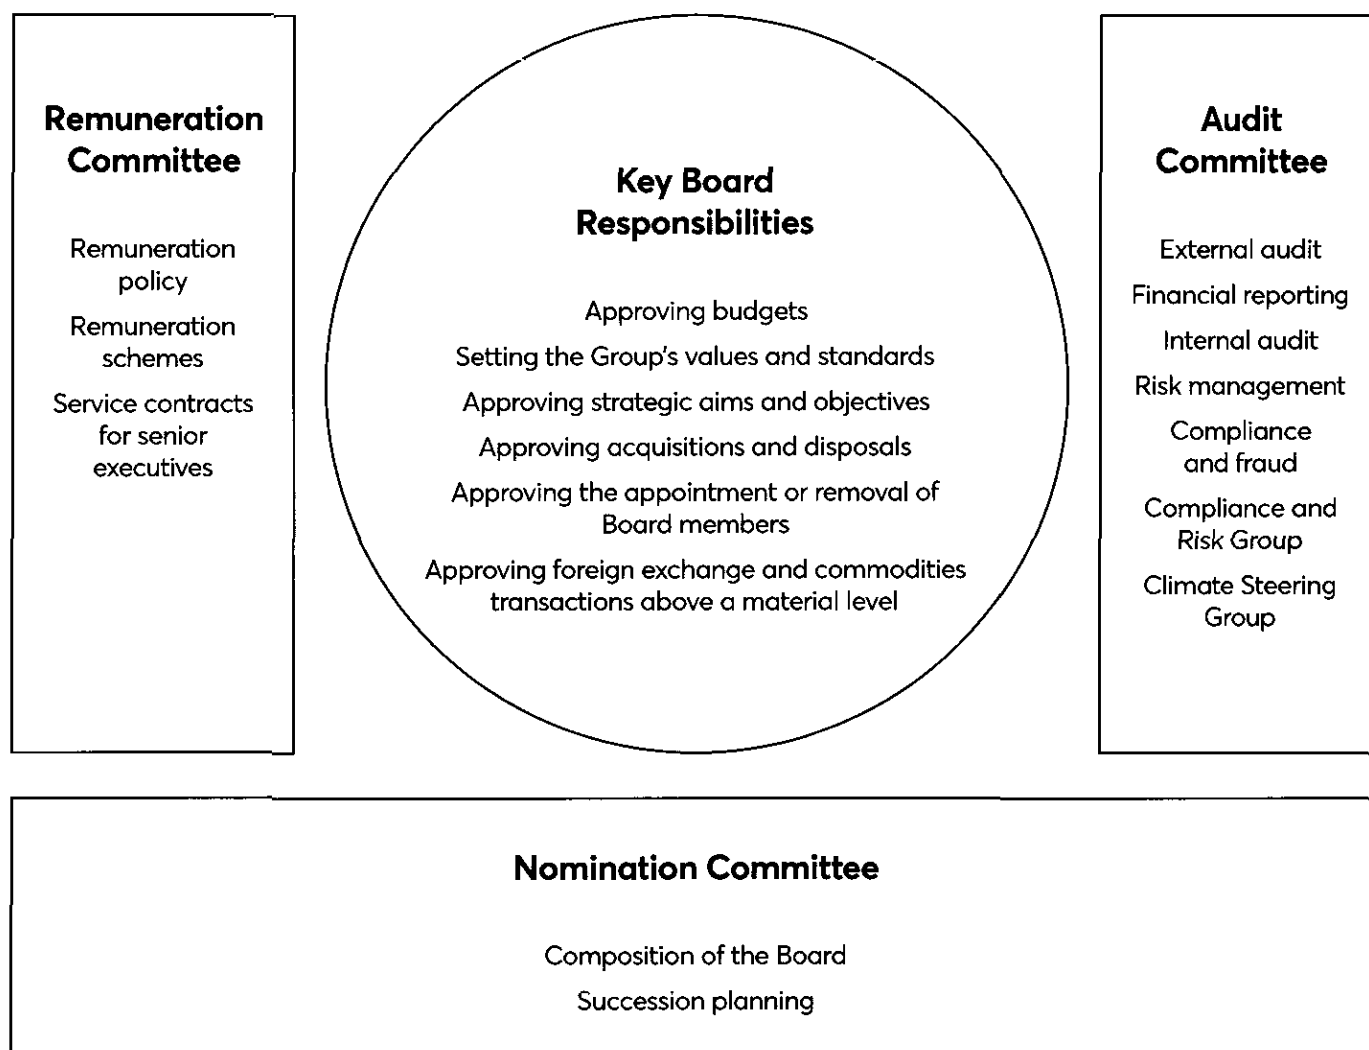 Remuneration
Committee
Remuneration
policy
Remuneration
schemes
Service contracts
for senior
executives
Key Board
Responsibilities
Approving budgets
Setting the Group's values and standards
Approving strategic aims and objectives
Approving acquisitions and disposals
Approving the appointment or removal of
Board members
Approving foreign exchange and commodities
transactions above a material level
Audit
Committee
External audit
Financial reporting
Internal audit
Risk management
Compliance
and fraud
Compliance and
Risk Group
Climate Steering
Group
Nomination Committee
Composition of the Board
Succession planning